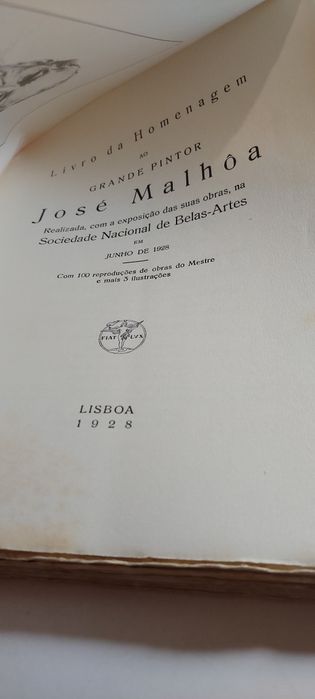 Livro da Homenagem
AO
GRANDE PINTOR
José Malhôa
Realizada, com a exposição das suas obras, na
Sociedade Nacional de Belas-Artes
EM
JUNHO DE 1928
Com 100 reproduções de obras do Mestre
e mais 3 ilustrações
FIAT LVX
LISBOA
1928